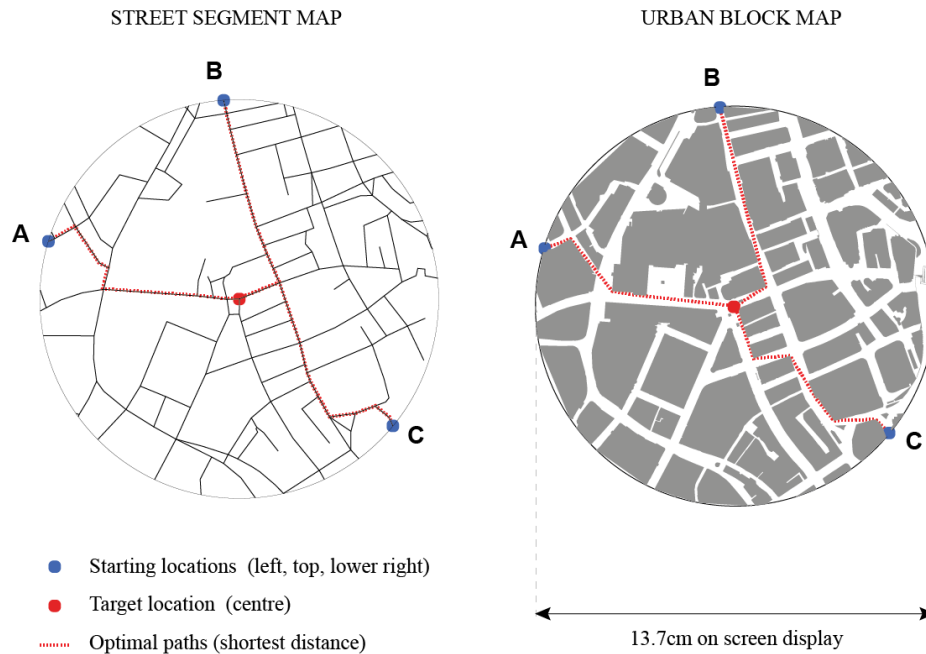 STREET SEGMENT MAP
URBAN BLOCK MAP
B
B
A
A
C
C
Starting locations (left, top, lower right)
Target location (centre)
Optimal paths (shortest distance)
13.7cm on screen display